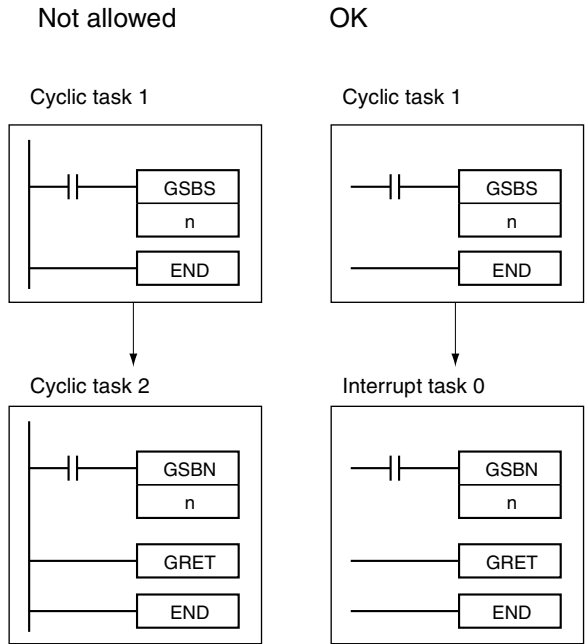 Not allowed
OK
Cyclic task 1
Cyclic task 1
GSBS
n
END
GSBS
n
END
Cyclic task 2
Interrupt task 0
GSBN
n
GRET
END
GSBN
n
GRET
END